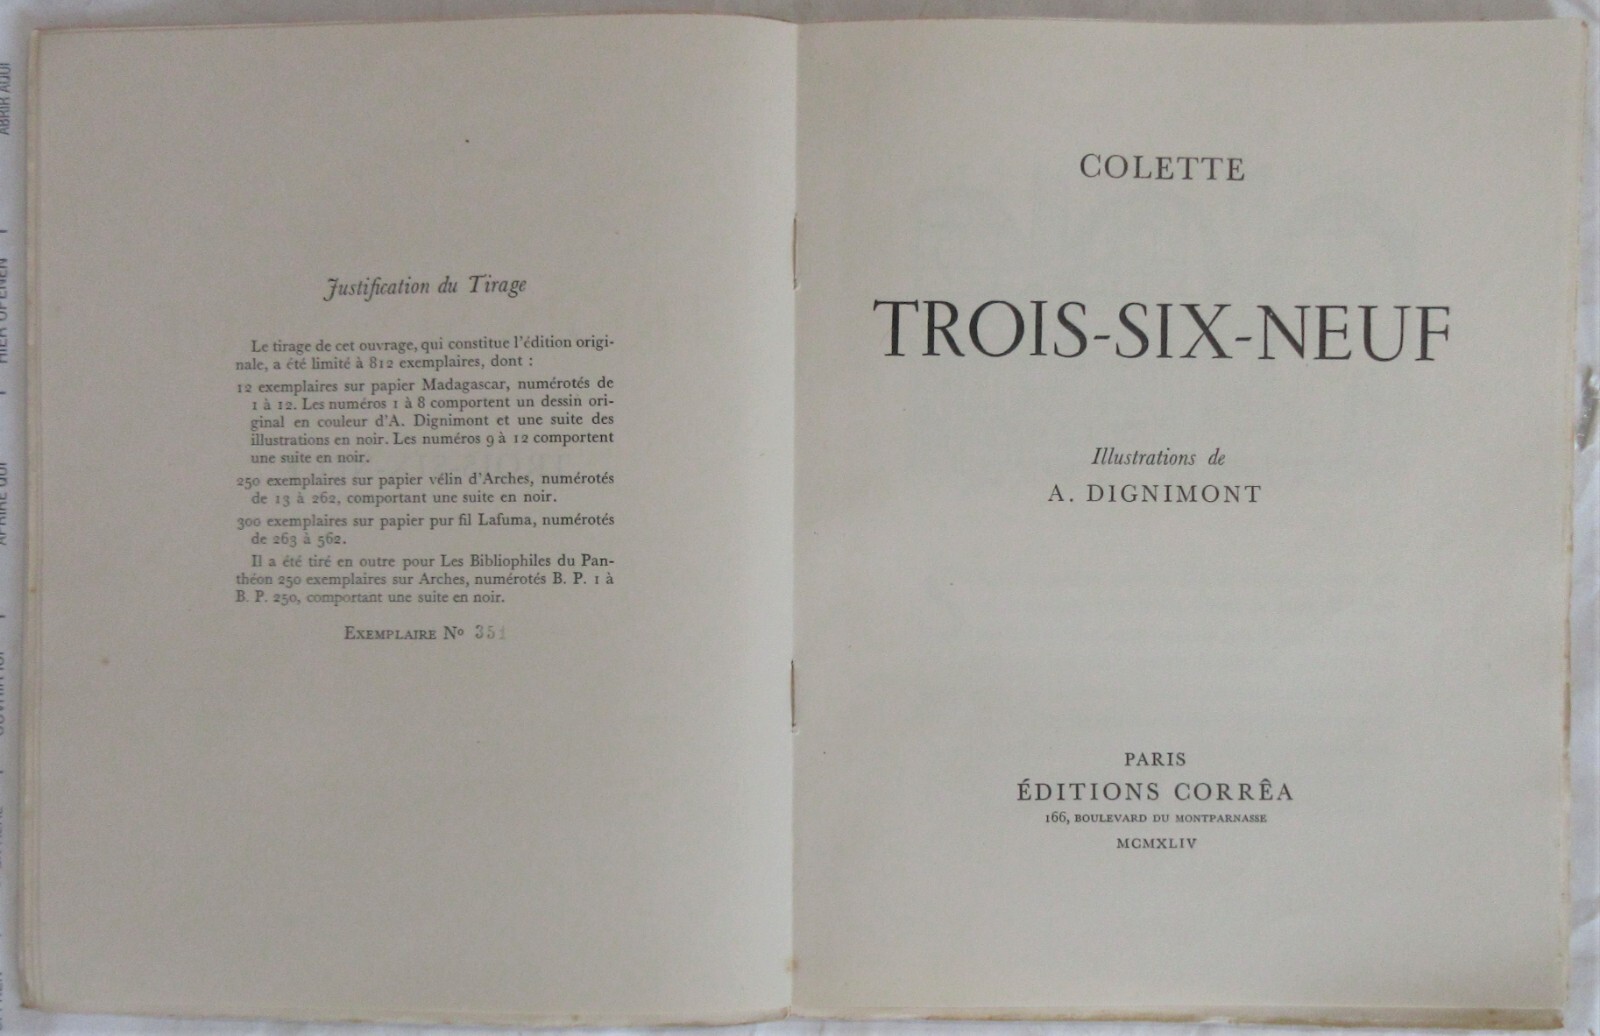 Justification du Tirage
Le tirage de cet ouvrage, qui constitue l'édition origi-
nale, a été limité à 812 exemplaires, dont :
12 exemplaires sur papier Madagascar, numérotés de
1 à 12. Les numéros 1 à 8 comportent un dessin ori-
ginal en couleur d'A. Dignimont et une suite des
illustrations en noir. Les numéros 9 à 12 comportent
une suite en noir.
250 exemplaires sur papier vélin d'Arches, numérotés
de 13 à 262, comportant une suite en noir.
300 exemplaires sur papier pur fil Lafuma, numérotés
de 263 à 562.
Il a été tiré en outre pour Les Bibliophiles du Pan-
théon 250 exemplaires sur Arches, numérotés B. P. 1 à
B. P. 250, comportant une suite en noir.
EXEMPLAIRE Nº 351
COLETTE
TROIS-SIX-NEUF
Illustrations de
A. DIGNIMONT
PARIS
ÉDITIONS CORRÊA
166, BOULEVARD DU MONTPARNASSE
MCMXLIV
ABRIR AQUI
HIER OPENEN